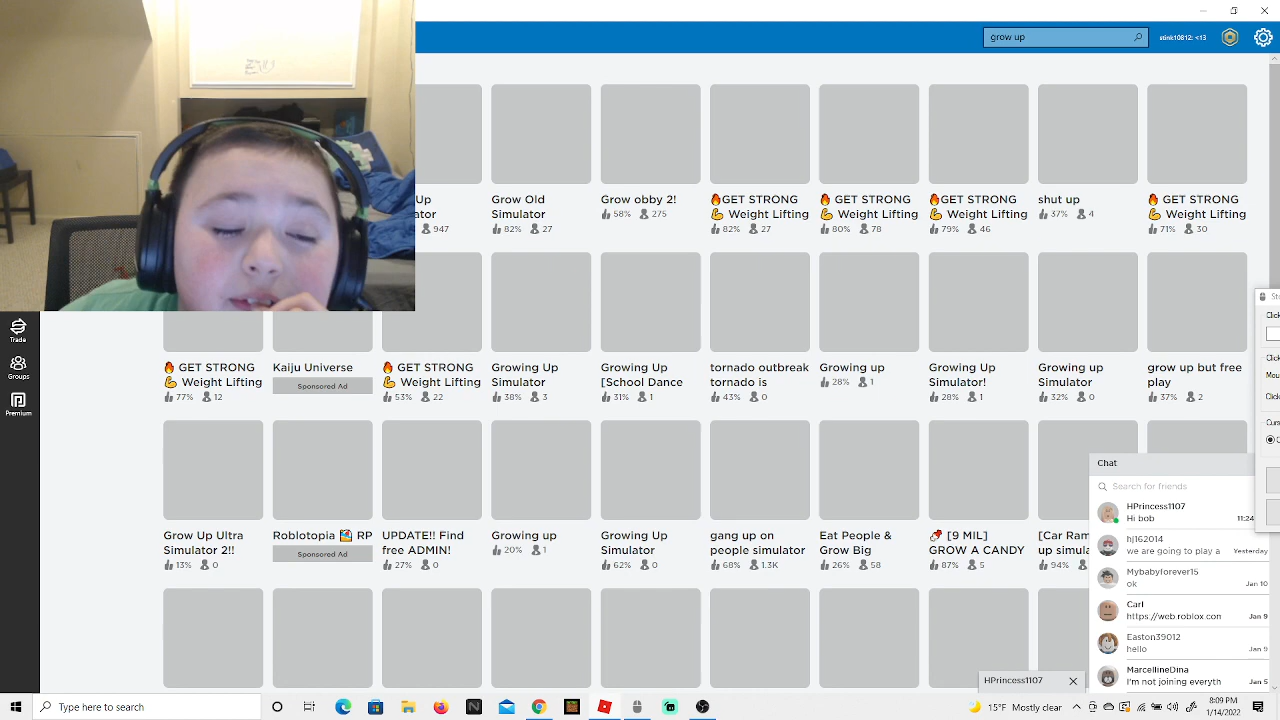 grow up
stink10812: <13
Up
Simulator
947
Grow Old
Simulator
82% 27
Grow obby 2!
58% 275
🔥GET STRONG
💪 Weight Lifting
82% 27
🔥GET STRONG
💪 Weight Lifting
80% 78
🔥GET STRONG
💪 Weight Lifting
79% 46
shut up
37% 4
🔥GET STRONG
💪 Weight Lifting
71% 30
Trade
Groups
Premium
🔥 GET STRONG
💪 Weight Lifting
77% 12
Kaiju Universe
Sponsored Ad
🔥 GET STRONG
💪 Weight Lifting
53% 22
Growing Up
Simulator
38% 3
Growing Up
[School Dance
31% 1
tornado outbreak
tornado is
43% 0
Growing up
28% 1
Growing Up
Simulator!
28% 1
Growing up
Simulator
32% 0
grow up but free
play
37% 2
Grow Up Ultra
Simulator 2!!
13% 0
Roblotopia 🏖 RP
Sponsored Ad
UPDATE!! Find
free ADMIN!
27% 0
Growing up
20% 1
Growing Up
Simulator
62% 0
gang up on
people simulator
68% 1.3K
Eat People &
Grow Big
26% 58
[9 MIL]
GROW A CANDY
87% 5
[Car Ram
up simula
94%
Chat
Search for friends
HPrincess1107
Hi bob 11:24
hj162014
we are going to play a Yesterday
Mybabyforever15
ok Jan 10
Carl
https://web.roblox.con Jan 9
Easton39012
hello Jan 9
MarcellineDina
I'm not joining everyth Jan 5
HPrincess1107
Type here to search
15°F Mostly clear
8:09 PM
1/14/2022